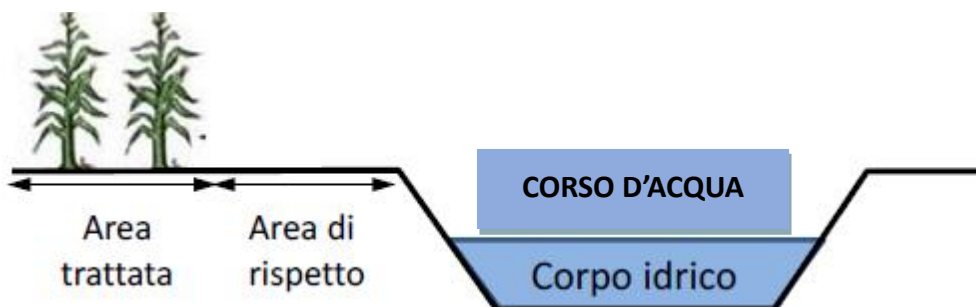 CORSO D’ACQUA
Area
trattata
Area di
rispetto
Corpo idrico